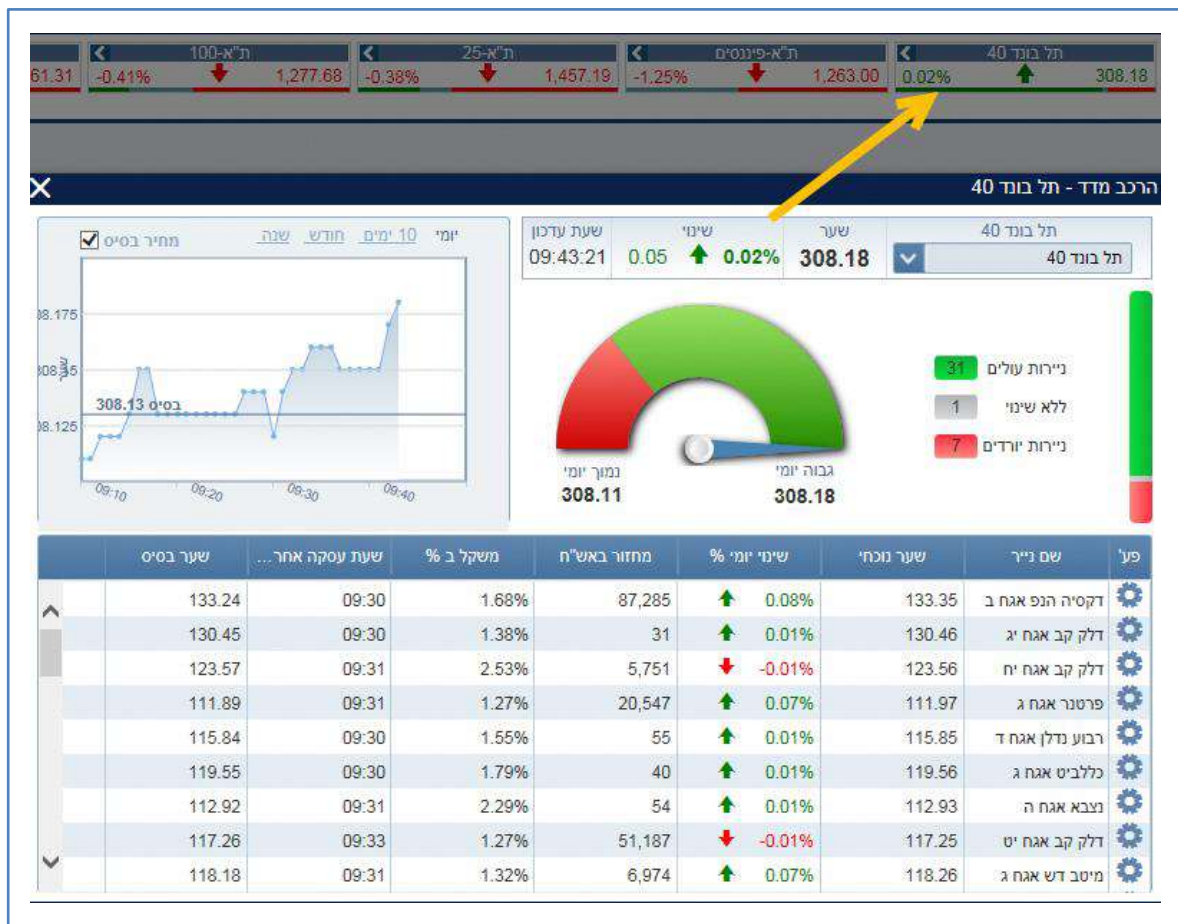 תל בונד 40 ת"א-פיננסים ת"א-25 ת"א-100
308.18 0.02% 1,263.00 -1.25% 1,457.19 -0.38% 1,277.68 -0.41% 61.31
הרכב מדד - תל בונד 40
תל בונד 40 שער שינוי שעת עדכון
תל בונד 40 308.18 0.02% 0.05 09:43:21
יומי 10 ימים חודש שנה מחיר בסיס
08.175
08.15
שער
בסיס 308.13
08.125
09:10 09:20 09:30 09:40
ניירות עולים 31
ללא שינוי 1
ניירות יורדים 7
גבוה יומי נמוך יומי
308.18 308.11
פע' שם נייר שער נוכחי שינוי יומי % מחזור באש"ח משקל ב % שעת עסקה אחר... שער בסיס
דקסיה הנפ אגח ב 133.35 0.08% 87,285 1.68% 09:30 133.24
דלק קב אגח יג 130.46 0.01% 31 1.38% 09:30 130.45
דלק קב אגח יח 123.56 -0.01% 5,751 2.53% 09:31 123.57
פרטנר אגח ג 111.97 0.07% 20,547 1.27% 09:31 111.89
רבוע נדלן אגח ד 115.85 0.01% 55 1.55% 09:30 115.84
כללביט אגח ג 119.56 0.01% 40 1.79% 09:30 119.55
נצבא אגח ה 112.93 0.01% 54 2.29% 09:31 112.92
דלק קב אגח יט 117.25 -0.01% 51,187 1.27% 09:33 117.26
מיטב דש אגח ג 118.26 0.07% 6,974 1.32% 09:31 118.18